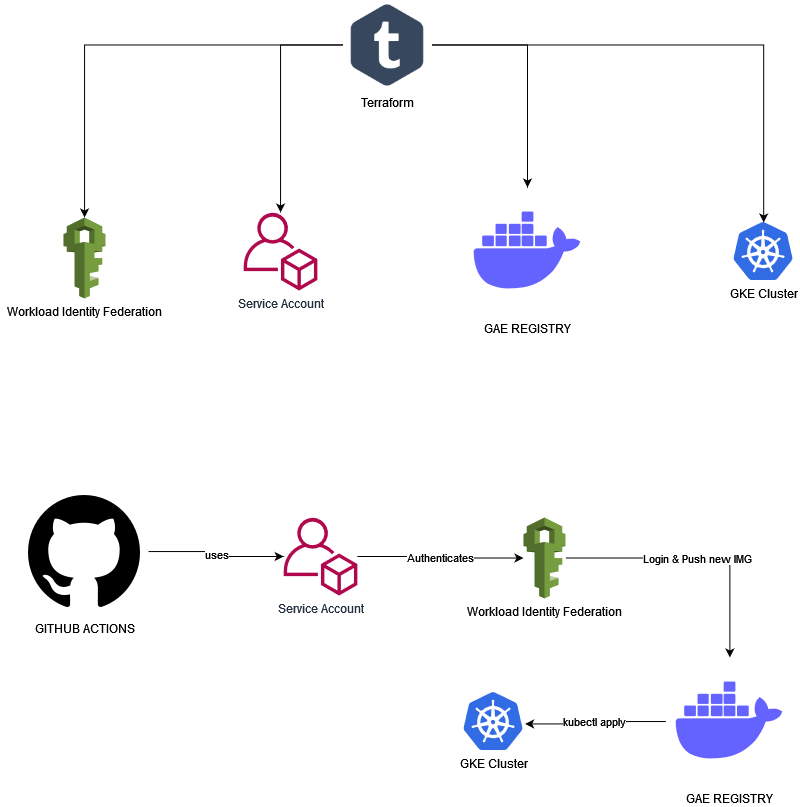 t
Terraform
Workload Identity Federation
Service Account
GAE REGISTRY
GKE Cluster
GITHUB ACTIONS
uses
Service Account
Authenticates
Workload Identity Federation
Login & Push new IMG
kubectl apply
GKE Cluster
GAE REGISTRY